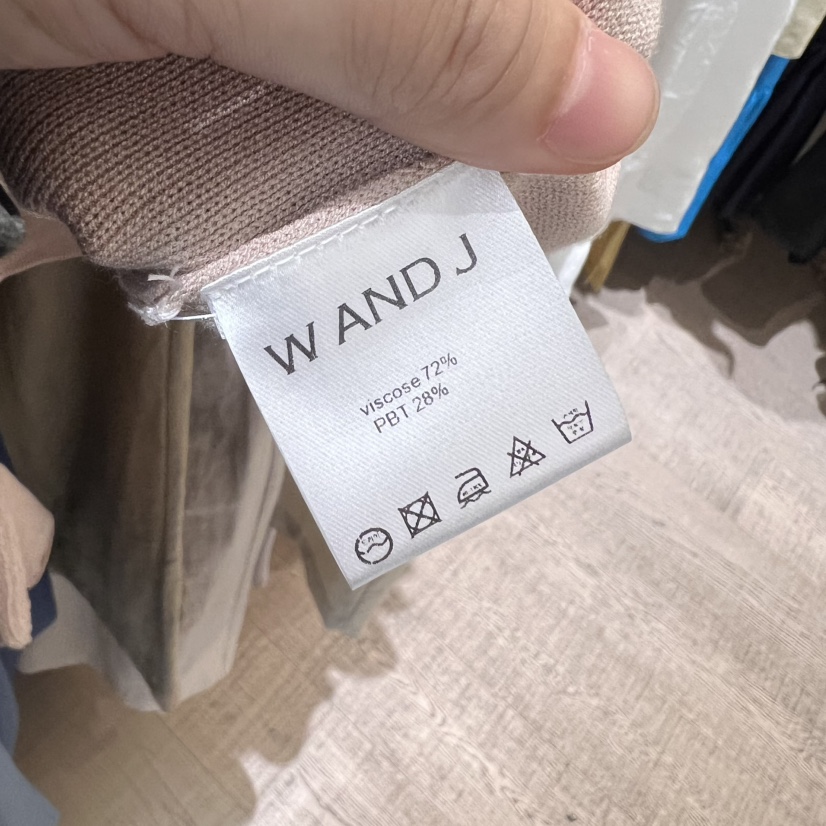 W AND J
viscose 72%
PBT 28%